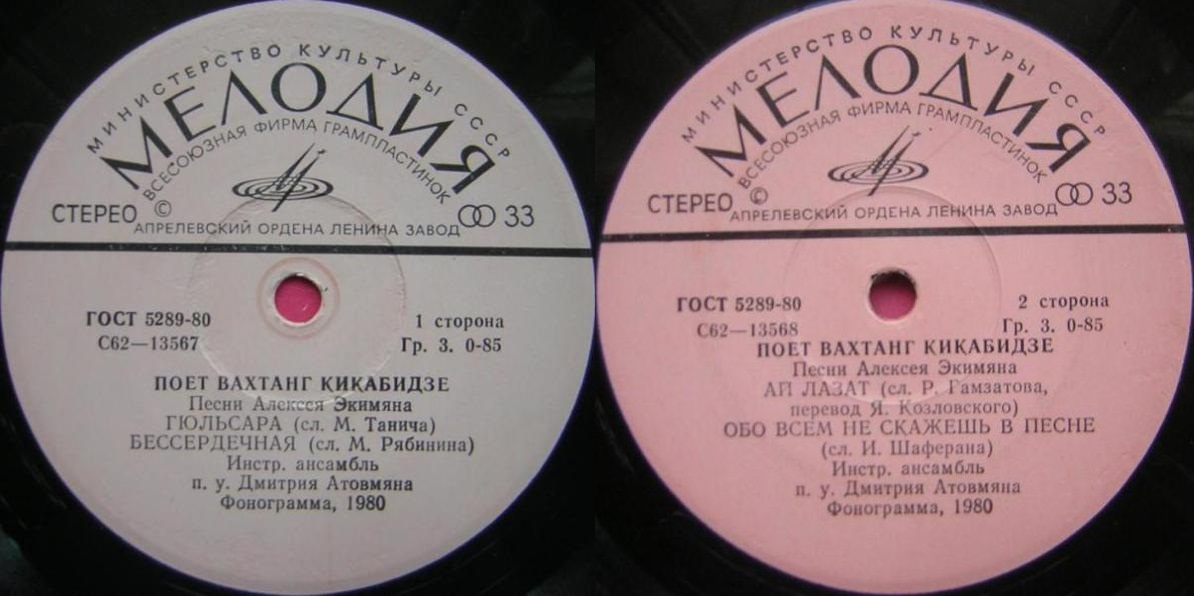 МИНИСТЕРСТВО КУЛЬТУРЫ СССР
МЕЛОДИЯ
ВСЕСОЮЗНАЯ ФИРМА ГРАМПЛАСТИНОК
СТЕРЕО © 33
АПРЕЛЕВСКИЙ ОРДЕНА ЛЕНИНА ЗАВОД
ГОСТ 5289-80
С62—13567
1 сторона
Гр. 3. 0-85
ПОЕТ ВАХТАНГ КИКАБИДЗЕ
Песни Алексея Экимяна
ГЮЛЬСАРА (сл. М. Танича)
БЕССЕРДЕЧНАЯ (сл. М. Рябинина)
Инстр. ансамбль
п. у. Дмитрия Атовмяна
Фонограмма, 1980
МИНИСТЕРСТВО КУЛЬТУРЫ СССР
МЕЛОДИЯ
ВСЕСОЮЗНАЯ ФИРМА ГРАМПЛАСТИНОК
СТЕРЕО © 33
АПРЕЛЕВСКИЙ ОРДЕНА ЛЕНИНА ЗАВОД
ГОСТ 5289-80
С62—13568
2 сторона
Гр. 3. 0-85
ПОЕТ ВАХТАНГ КИКАБИДЗЕ
Песни Алексея Экимяна
АЙ ЛАЗАТ (сл. Р. Гамзатова,
перевод Я. Козловского)
ОБО ВСЕМ НЕ СКАЖЕШЬ В ПЕСНЕ
(сл. И. Шаферана)
Инстр. ансамбль
п. у. Дмитрия Атовмяна
Фонограмма, 1980